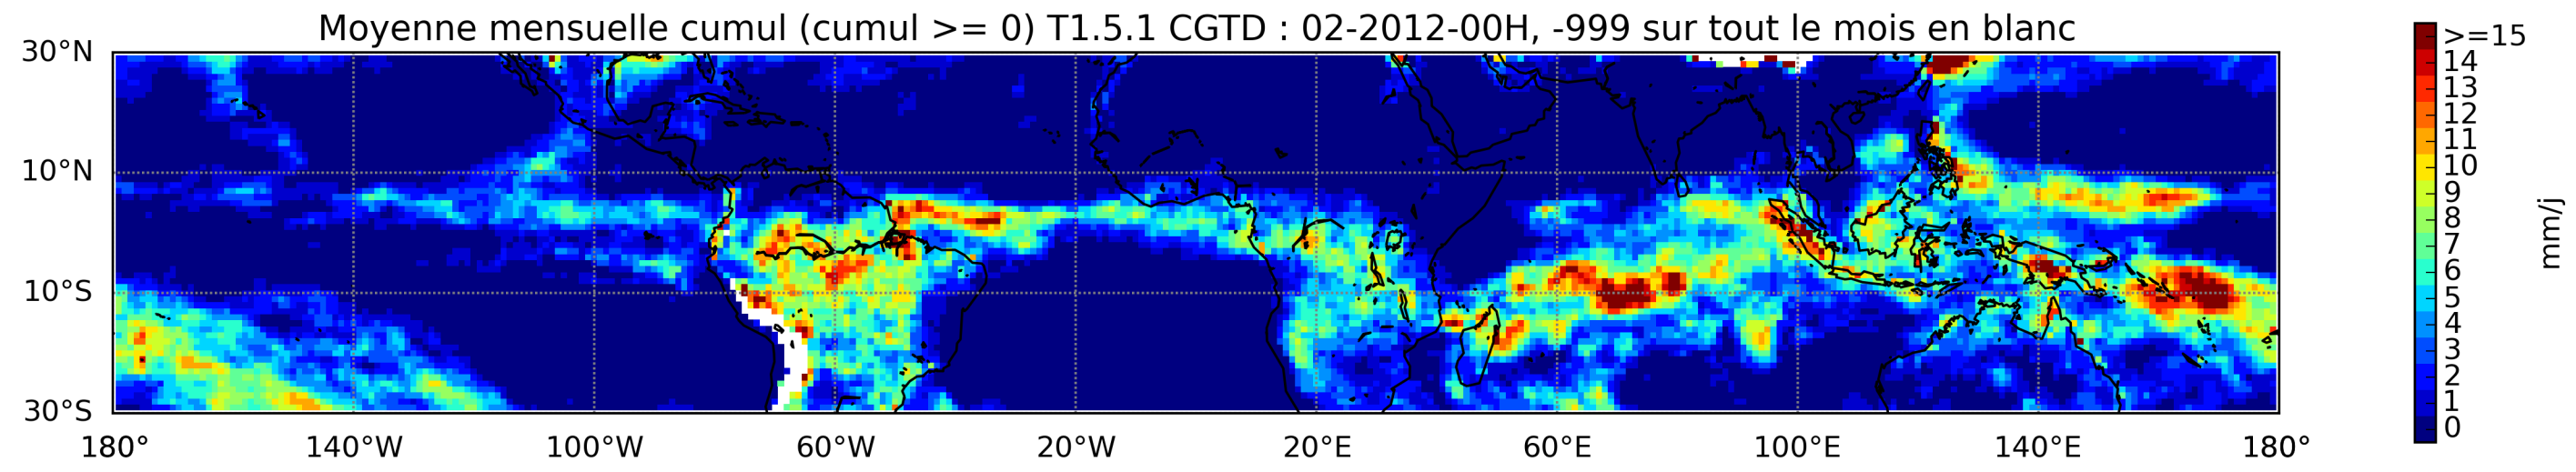 Moyenne mensuelle cumul (cumul >= 0) T1.5.1 CGTD : 02-2012-00H, -999 sur tout le mois en blanc
30°N
10°N
10°S
30°S
180° 140°W 100°W 60°W 20°W 20°E 60°E 100°E 140°E 180°
>=15
14
13
12
11
10
9
8
7
6
5
4
3
2
1
0
mm/j